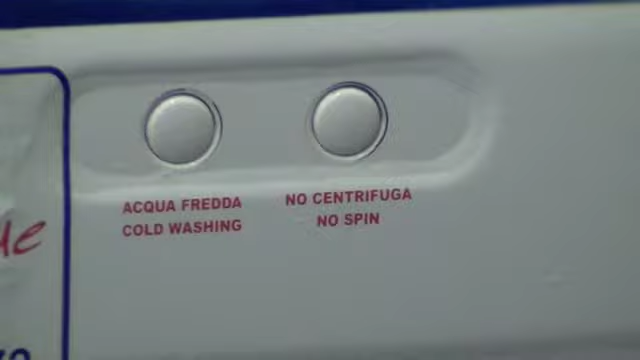 ACQUA FREDDA
COLD WASHING
NO CENTRIFUGA
NO SPIN